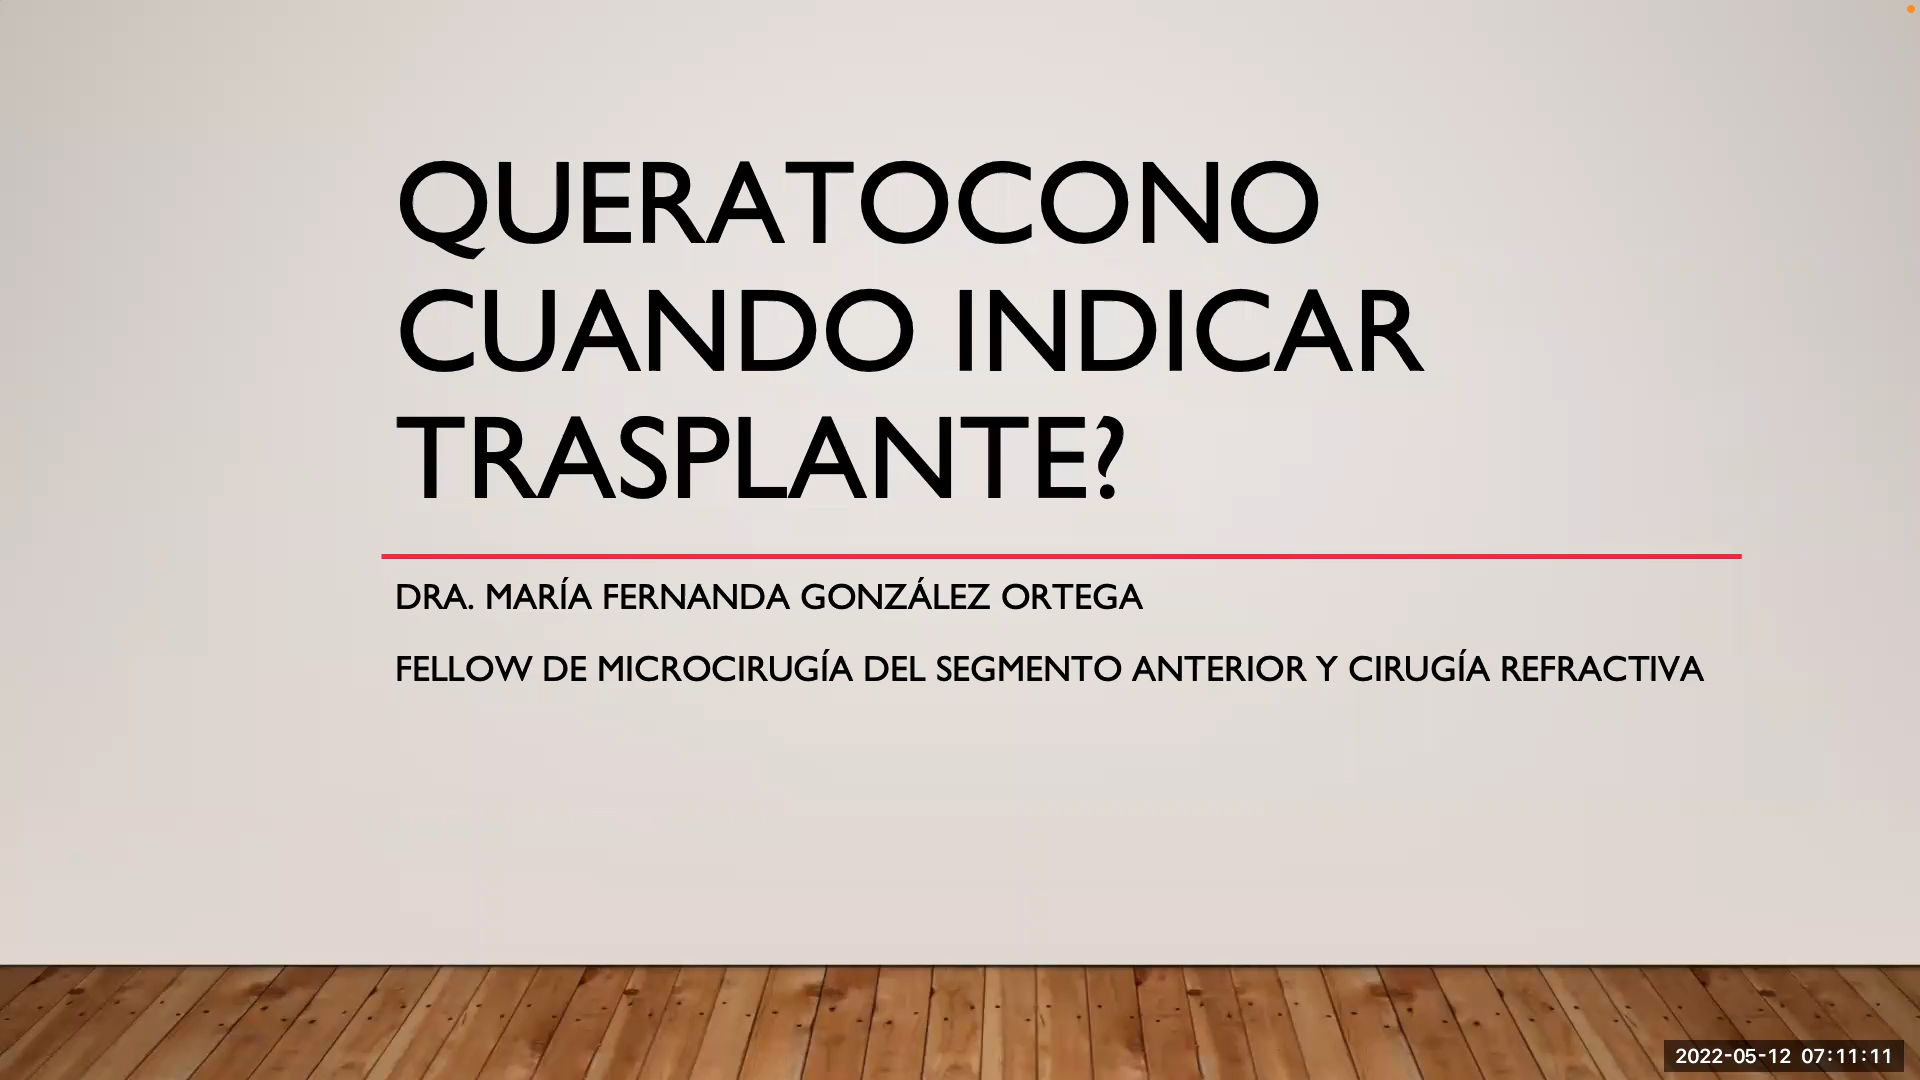 QUERATOCONO
CUANDO INDICAR
TRASPLANTE?
DRA. MARÍA FERNANDA GONZÁLEZ ORTEGA
FELLOW DE MICROCIRUGÍA DEL SEGMENTO ANTERIOR Y CIRUGÍA REFRACTIVA
2022-05-12 07:11:11